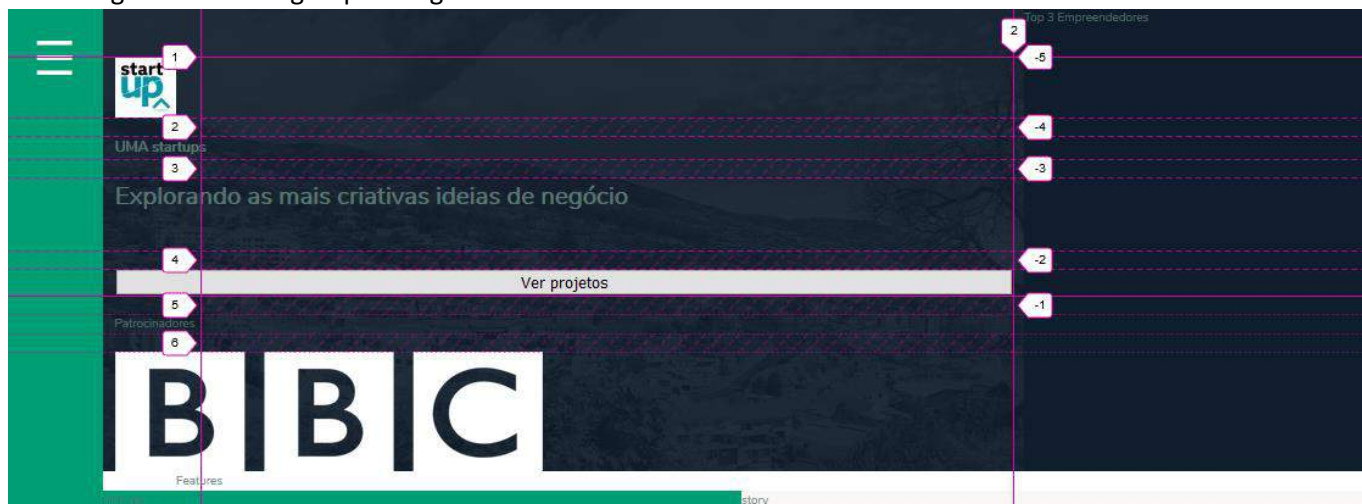 Top 3 Empreendedores
2
1
-5
start
up
2
-4
UMA startups
3
-3
Explorando as mais criativas ideias de negócio
4
-2
Ver projetos
5
-1
Patrocinadores
6
BBC
Features
story